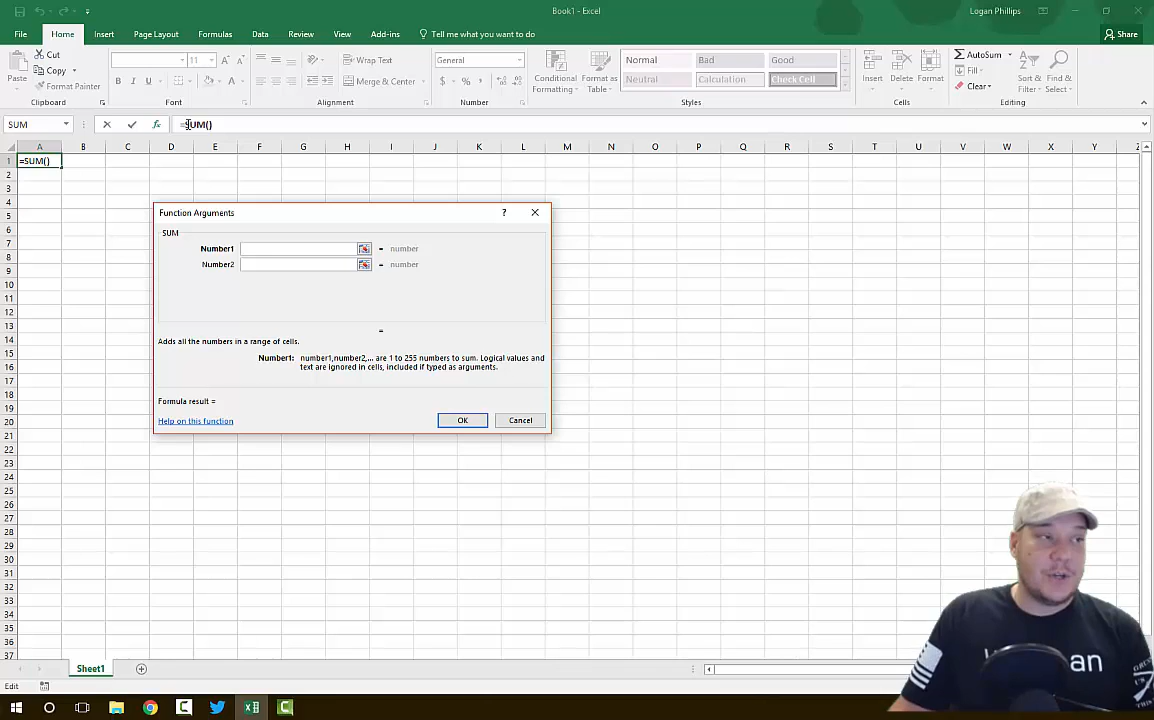 Book1 - Excel
Logan Phillips
File Home Insert Page Layout Formulas Data Review View Add-ins Tell me what you want to do Share
Paste
Cut
Copy
Format Painter
Clipboard
11
A A
B I U
A
Font
Wrap Text
Merge & Center
Alignment
General
$ % ,
Number
Conditional Formatting
Format as Table
Normal Bad Good
Neutral Calculation Check Cell
Styles
Insert Delete Format
Cells
AutoSum
Fill
Clear
Sort & Filter
Find & Select
Editing
SUM fx =SUM()
A B C D E F G H I J K L M N O P Q R S T U V W X Y Z
1 =SUM()
2
3
4
5
6
7
8
9
10
11
12
13
14
15
16
17
18
19
20
21
22
23
24
25
26
27
28
29
30
31
32
33
34
35
36
37
Function Arguments ?
SUM
Number1 = number
Number2 = number
=
Adds all the numbers in a range of cells.
Number1: number1,number2,... are 1 to 255 numbers to sum. Logical values and
text are ignored in cells, included if typed as arguments.
Formula result =
Help on this function
OK Cancel
Sheet1
Edit